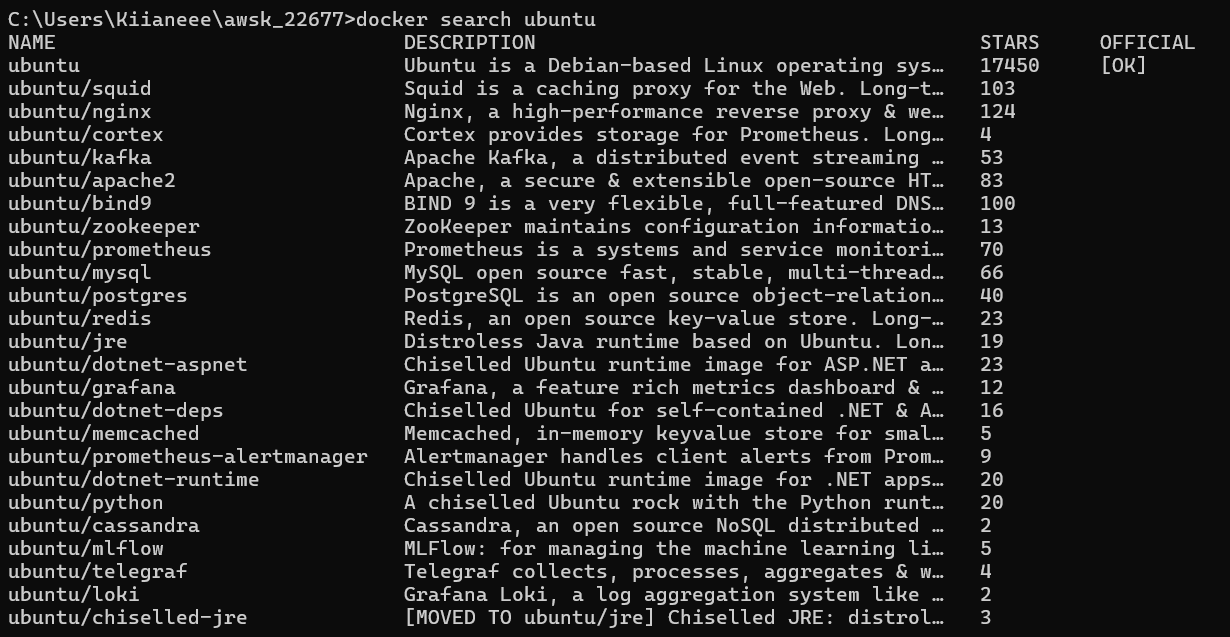 C:\Users\Kiianeee\awsk_22677>docker search ubuntu
NAME DESCRIPTION STARS OFFICIAL
ubuntu Ubuntu is a Debian-based Linux operating sys… 17450 [OK]
ubuntu/squid Squid is a caching proxy for the Web. Long-t… 103
ubuntu/nginx Nginx, a high-performance reverse proxy & we… 124
ubuntu/cortex Cortex provides storage for Prometheus. Long… 4
ubuntu/kafka Apache Kafka, a distributed event streaming … 53
ubuntu/apache2 Apache, a secure & extensible open-source HT… 83
ubuntu/bind9 BIND 9 is a very flexible, full-featured DNS… 100
ubuntu/zookeeper ZooKeeper maintains configuration informatio… 13
ubuntu/prometheus Prometheus is a systems and service monitori… 70
ubuntu/mysql MySQL open source fast, stable, multi-thread… 66
ubuntu/postgres PostgreSQL is an open source object-relation… 40
ubuntu/redis Redis, an open source key-value store. Long-… 23
ubuntu/jre Distroless Java runtime based on Ubuntu. Lon… 19
ubuntu/dotnet-aspnet Chiselled Ubuntu runtime image for ASP.NET a… 23
ubuntu/grafana Grafana, a feature rich metrics dashboard & … 12
ubuntu/dotnet-deps Chiselled Ubuntu for self-contained .NET & A… 16
ubuntu/memcached Memcached, in-memory keyvalue store for smal… 5
ubuntu/prometheus-alertmanager Alertmanager handles client alerts from Prom… 9
ubuntu/dotnet-runtime Chiselled Ubuntu runtime image for .NET apps… 20
ubuntu/python A chiselled Ubuntu rock with the Python runt… 20
ubuntu/cassandra Cassandra, an open source NoSQL distributed … 2
ubuntu/mlflow MLFlow: for managing the machine learning li… 5
ubuntu/telegraf Telegraf collects, processes, aggregates & w… 4
ubuntu/loki Grafana Loki, a log aggregation system like … 2
ubuntu/chiselled-jre [MOVED TO ubuntu/jre] Chiselled JRE: distrol… 3